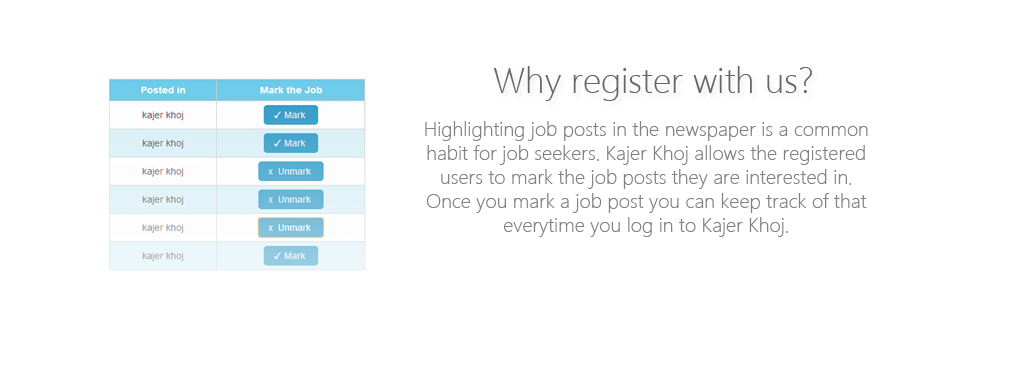 Posted in Mark the Job
kajer khoj ✓ Mark
kajer khoj ✓ Mark
kajer khoj x Unmark
kajer khoj x Unmark
kajer khoj x Unmark
kajer khoj ✓ Mark
Why register with us?
Highlighting job posts in the newspaper is a common
habit for job seekers. Kajer Khoj allows the registered
users to mark the job posts they are interested in.
Once you mark a job post you can keep track of that
everytime you log in to Kajer Khoj.